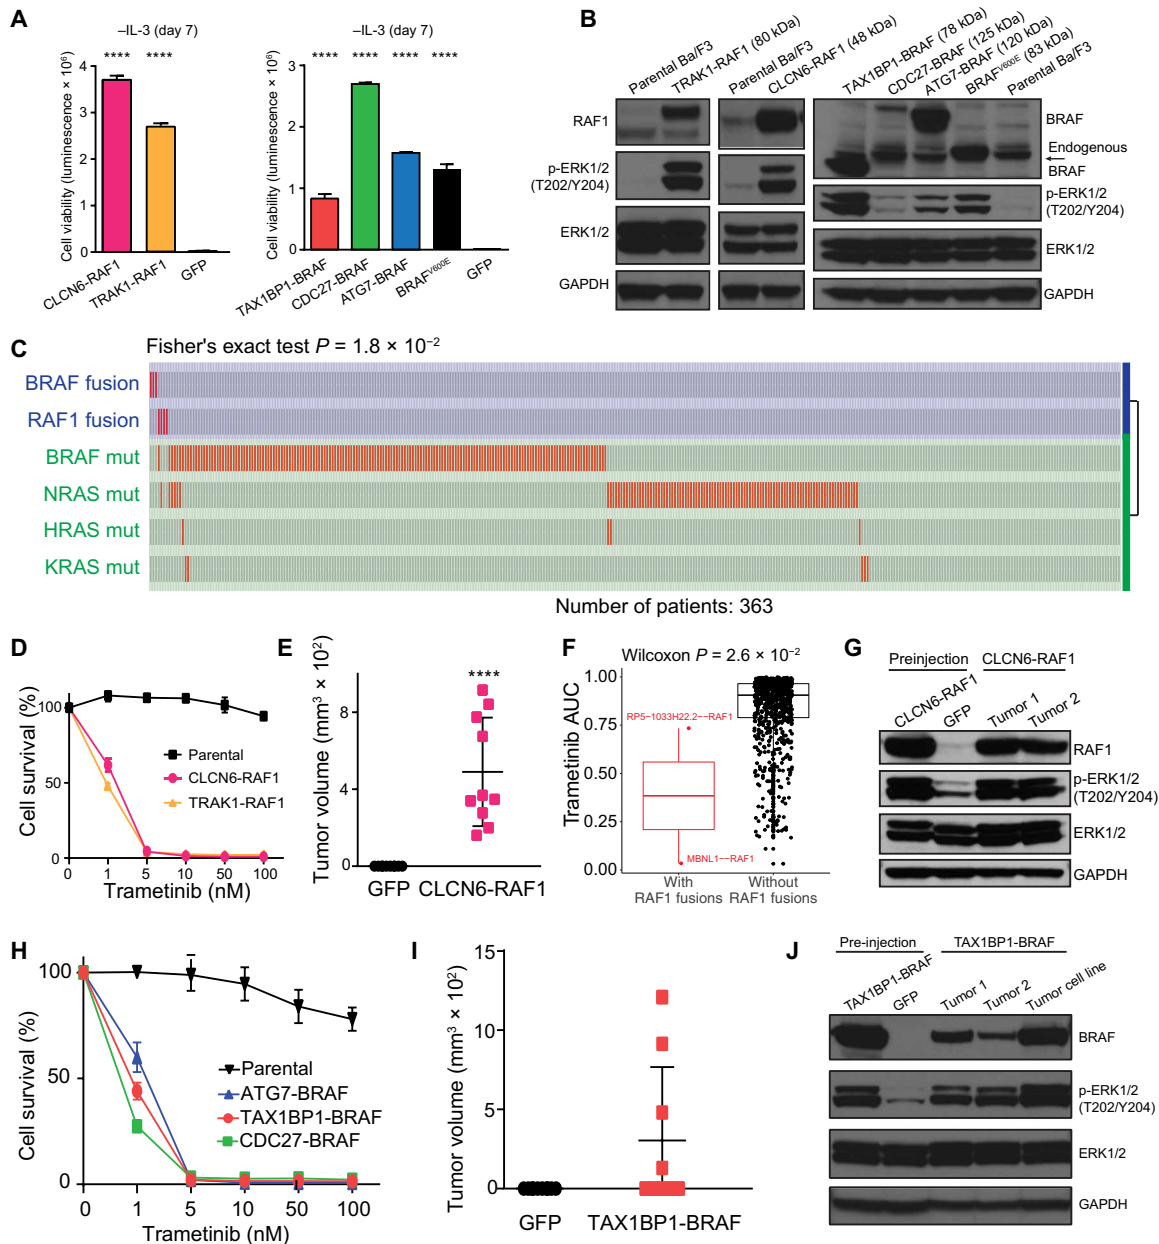 A
–IL-3 (day 7)
****
****
Cell viability (luminescence × 10⁶)
4
3
2
1
0
CLCN6-RAF1
TRAK1-RAF1
GFP
–IL-3 (day 7)
****
****
****
****
Cell viability (luminescence × 10⁶)
3
2
1
0
TAX1BP1-BRAF
CDC27-BRAF
ATG7-BRAF
BRAFV600E
GFP
B
Parental Ba/F3
TRAK1-RAF1 (80 kDa)
Parental Ba/F3
CLCN6-RAF1 (48 kDa)
TAX1BP1-BRAF (78 kDa)
CDC27-BRAF (125 kDa)
ATG7-BRAF (120 kDa)
BRAFV600E (83 kDa)
Parental Ba/F3
RAF1
p-ERK1/2
(T202/Y204)
ERK1/2
GAPDH
BRAF
Endogenous
BRAF
p-ERK1/2
(T202/Y204)
ERK1/2
GAPDH
C
Fisher's exact test P = 1.8 × 10⁻²
BRAF fusion
RAF1 fusion
BRAF mut
NRAS mut
HRAS mut
KRAS mut
Number of patients: 363
D
Cell survival (%)
100
50
0
Parental
CLCN6-RAF1
TRAK1-RAF1
0 1 5 10 50 100
Trametinib (nM)
E
Tumor volume (mm³ × 10²)
8
4
0
****
GFP CLCN6-RAF1
F
Wilcoxon P = 2.6 × 10⁻²
Trametinib AUC
1.00
0.75
0.50
0.25
0.00
RP5-1033H22.2−−RAF1
MBNL1−−RAF1
With
RAF1 fusions
Without
RAF1 fusions
G
Preinjection
CLCN6-RAF1
CLCN6-RAF1
GFP
Tumor 1
Tumor 2
RAF1
p-ERK1/2
(T202/Y204)
ERK1/2
GAPDH
H
Cell survival (%)
100
50
0
Parental
ATG7-BRAF
TAX1BP1-BRAF
CDC27-BRAF
0 1 5 10 50 100
Trametinib (nM)
I
Tumor volume (mm³ × 10²)
15
10
5
0
GFP TAX1BP1-BRAF
J
Pre-injection
TAX1BP1-BRAF
TAX1BP1-BRAF
GFP
Tumor 1
Tumor 2
Tumor cell line
BRAF
p-ERK1/2
(T202/Y204)
ERK1/2
GAPDH